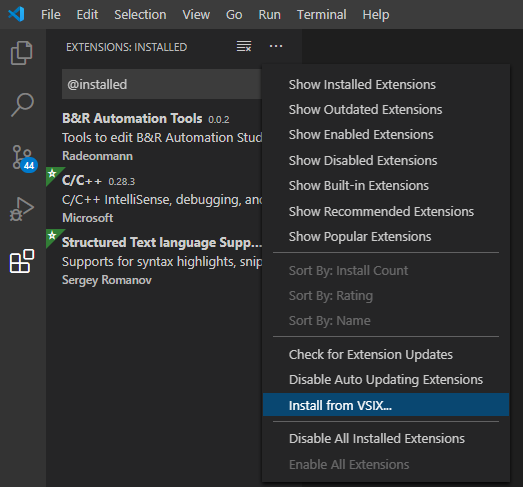 File Edit Selection View Go Run Terminal Help
EXTENSIONS: INSTALLED ...
@installed
B&R Automation Tools 0.0.2
Tools to edit B&R Automation Stud
Radeonmann
44
C/C++ 0.28.3
C/C++ IntelliSense, debugging, and
Microsoft
Structured Text language Supp...
Supports for syntax highlights, snip
Sergey Romanov
Show Installed Extensions
Show Outdated Extensions
Show Enabled Extensions
Show Disabled Extensions
Show Built-in Extensions
Show Recommended Extensions
Show Popular Extensions
Sort By: Install Count
Sort By: Rating
Sort By: Name
Check for Extension Updates
Disable Auto Updating Extensions
Install from VSIX...
Disable All Installed Extensions
Enable All Extensions